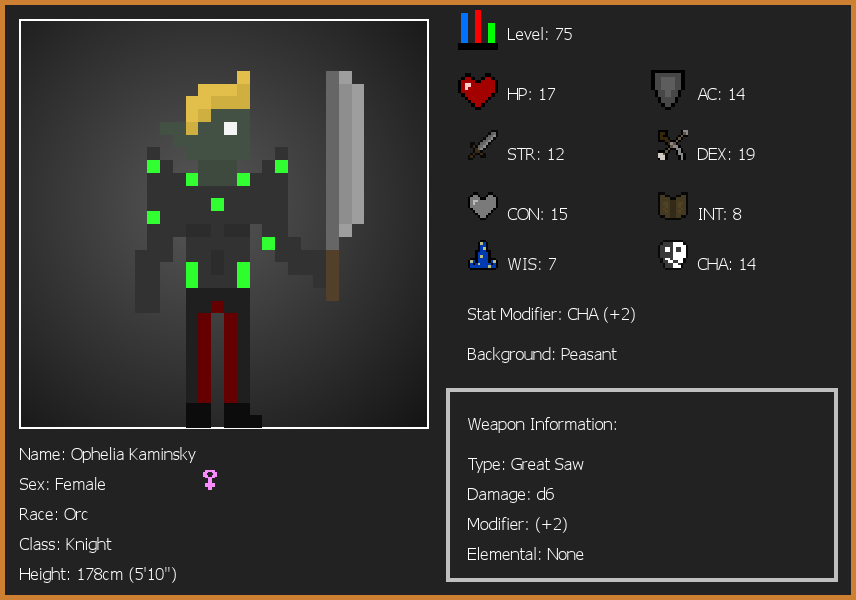 Level: 75
HP: 17
AC: 14
STR: 12
DEX: 19
CON: 15
INT: 8
WIS: 7
CHA: 14
Stat Modifier: CHA (+2)
Background: Peasant
Weapon Information:
Type: Great Saw
Damage: d6
Modifier: (+2)
Elemental: None
Name: Ophelia Kaminsky
Sex: Female
Race: Orc
Class: Knight
Height: 178cm (5'10")